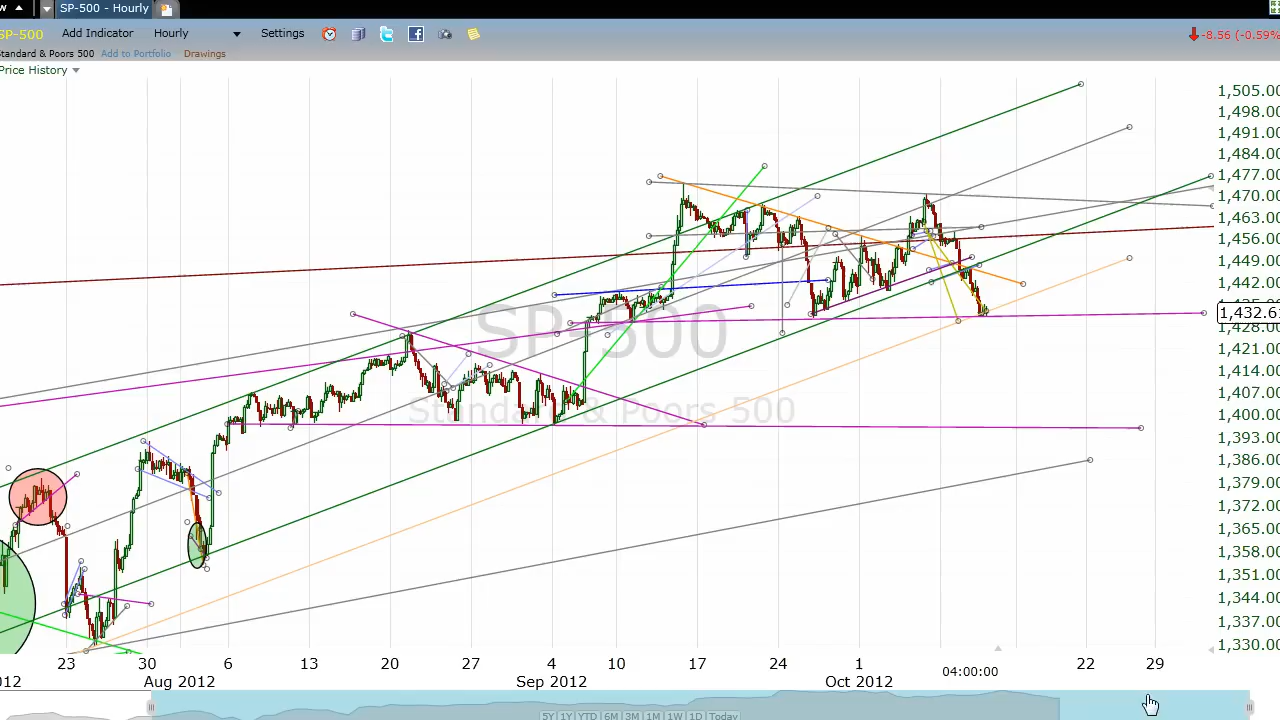 w SP-500 - Hourly
SP-500 Add Indicator Hourly Settings -8.56 (-0.59%
Standard & Poors 500 Add to Portfolio Drawings
Price History
1,505.00
1,498.00
1,491.00
1,484.00
1,477.00
1,470.00
1,463.00
1,456.00
1,449.00
1,442.00
1,432.61
1,428.00
1,421.00
1,414.00
1,407.00
1,400.00
1,393.00
1,386.00
1,379.00
1,372.00
1,365.00
1,358.00
1,351.00
1,344.00
1,337.00
1,330.00
SP-500
Standard & Poors 500
23 30 6 13 20 27 4 10 17 24 1 04:00:00 22 29
012 Aug 2012 Sep 2012 Oct 2012
5Y 1Y YTD 6M 3M 1M 1W 1D Today